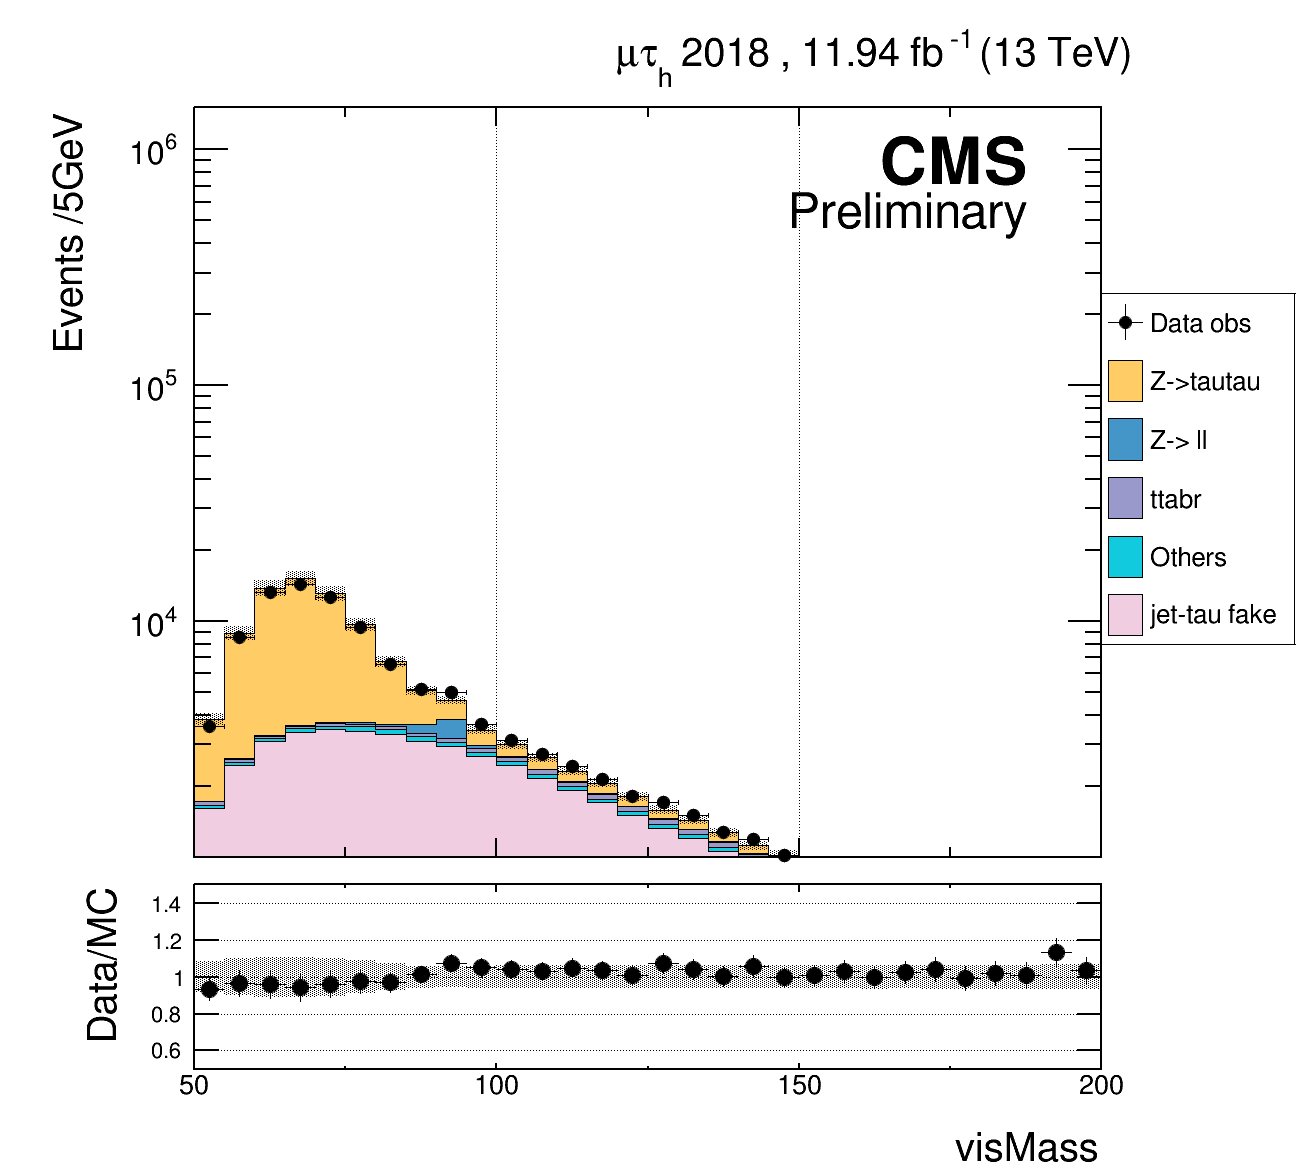 μτh 2018 , 11.94 fb-1 (13 TeV)
CMS
Preliminary
Events /5GeV
10^6
10^5
10^4
Data obs
Z->tautau
Z-> ll
ttabr
Others
jet-tau fake
Data/MC
1.4
1.2
1
0.8
0.6
50 100 150 200
visMass